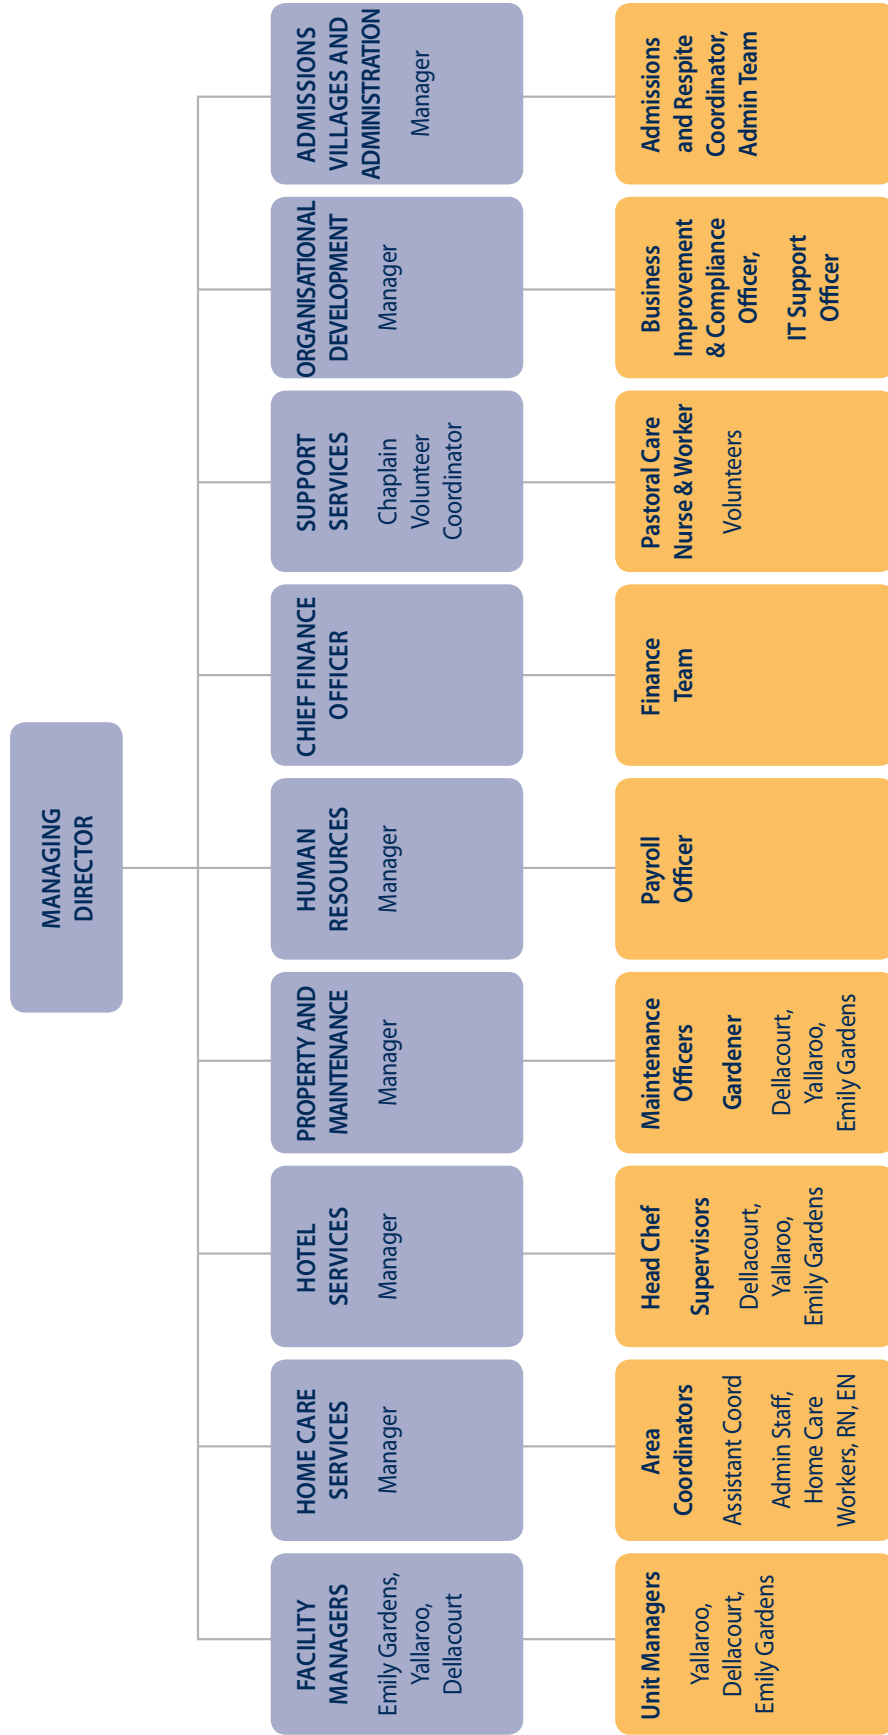 MANAGING
DIRECTOR
FACILITY
MANAGERS
Emily Gardens,
Yallaroo,
Dellacourt
HOME CARE
SERVICES
Manager
HOTEL
SERVICES
Manager
PROPERTY AND
MAINTENANCE
Manager
HUMAN
RESOURCES
Manager
CHIEF FINANCE
OFFICER
SUPPORT
SERVICES
Chaplain
Volunteer
Coordinator
ORGANISATIONAL
DEVELOPMENT
Manager
ADMISSIONS
VILLAGES AND
ADMINISTRATION
Manager
Unit Managers
Yallaroo,
Dellacourt,
Emily Gardens
Area
Coordinators
Assistant Coord
Admin Staff,
Home Care
Workers, RN, EN
Head Chef
Supervisors
Dellacourt,
Yallaroo,
Emily Gardens
Maintenance
Officers
Gardener
Dellacourt,
Yallaroo,
Emily Gardens
Payroll
Officer
Finance
Team
Pastoral Care
Nurse & Worker
Volunteers
Business
Improvement
& Compliance
Officer,
IT Support
Officer
Admissions
and Respite
Coordinator,
Admin Team